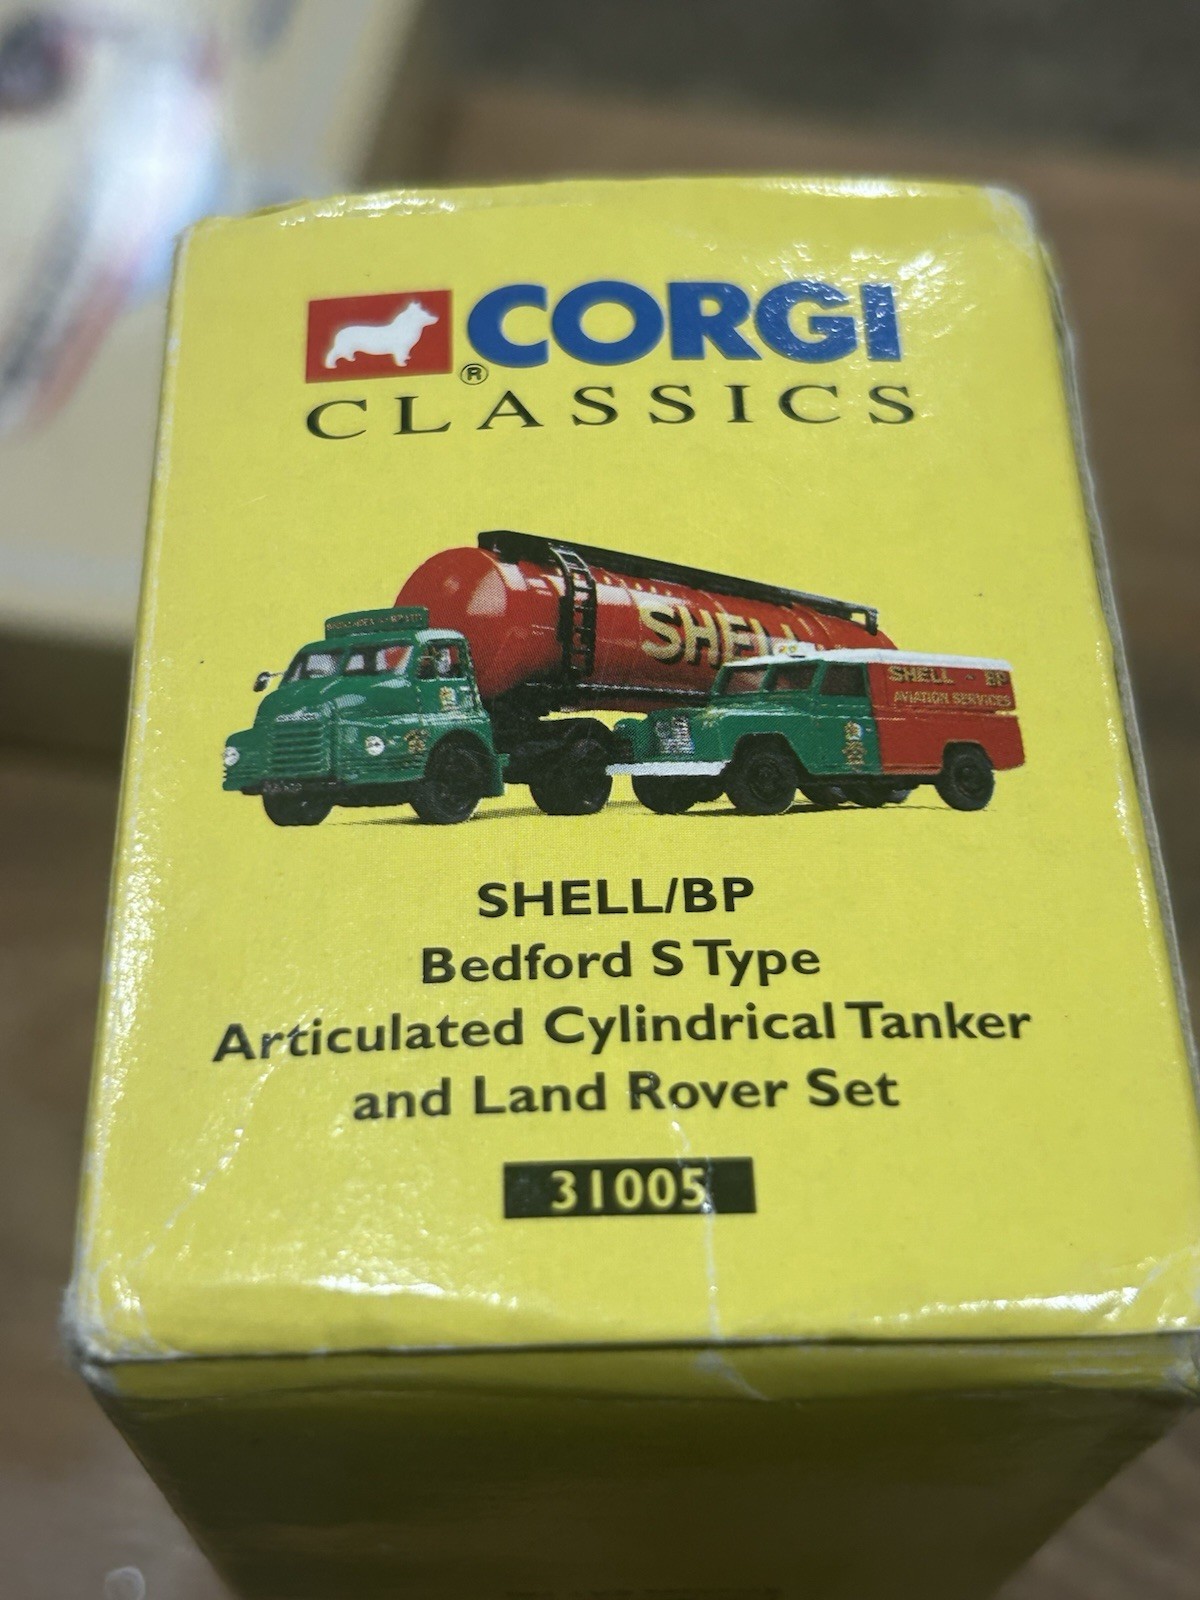 CORGI
®
CLASSICS
SHELL
SHELL - BP
AVIATION SERVICES
SHELL/BP
Bedford S Type
Articulated Cylindrical Tanker
and Land Rover Set
31005